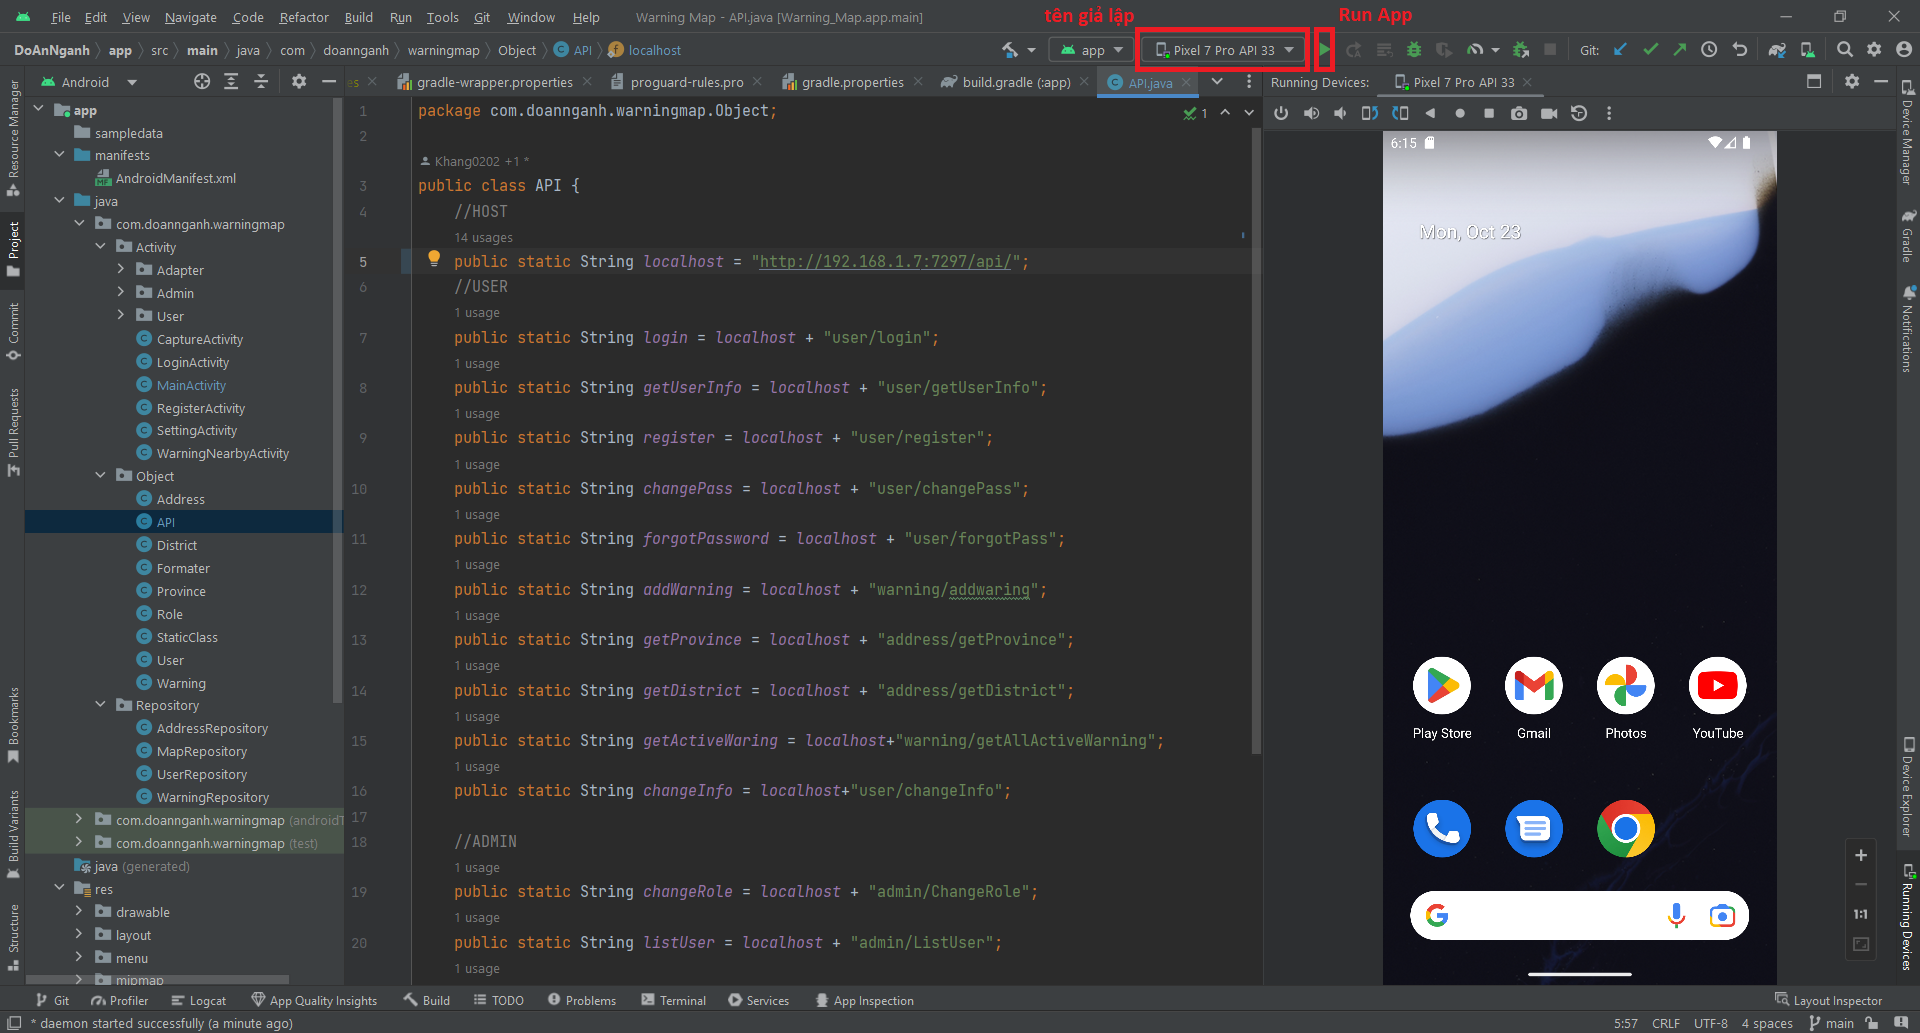 tên giả lập
Run App
File Edit View Navigate Code Refactor Build Run Tools Git Window Help Warning Map - API.java [Warning_Map.app.main]
DoAnNganh app src main java com doannganh warningmap Object API localhost app Pixel 7 Pro API 33 Git:
Android es gradle-wrapper.properties proguard-rules.pro gradle.properties build.gradle (:app) API.java Running Devices: Pixel 7 Pro API 33
Resource Manager
Project
Commit
Pull Requests
Bookmarks
Build Variants
Structure
app
sampledata
manifests
AndroidManifest.xml
java
com.doannganh.warningmap
Activity
Adapter
Admin
User
CaptureActivity
LoginActivity
MainActivity
RegisterActivity
SettingActivity
WarningNearbyActivity
Object
Address
API
District
Formater
Province
Role
StaticClass
User
Warning
Repository
AddressRepository
MapRepository
UserRepository
WarningRepository
com.doannganh.warningmap (androidT
com.doannganh.warningmap (test)
java (generated)
res
drawable
layout
menu
mipmap
1 package com.doannganh.warningmap.Object; 1
2
Khang0202 +1 *
3 public class API {
4 //HOST
14 usages
5 public static String localhost = "http://192.168.1.7:7297/api/";
6 //USER
1 usage
7 public static String login = localhost + "user/login";
1 usage
8 public static String getUserInfo = localhost + "user/getUserInfo";
1 usage
9 public static String register = localhost + "user/register";
1 usage
10 public static String changePass = localhost + "user/changePass";
1 usage
11 public static String forgotPassword = localhost + "user/forgotPass";
1 usage
12 public static String addWarning = localhost + "warning/addwaring";
1 usage
13 public static String getProvince = localhost + "address/getProvince";
1 usage
14 public static String getDistrict = localhost + "address/getDistrict";
1 usage
15 public static String getActiveWaring = localhost+"warning/getAllActiveWarning";
1 usage
16 public static String changeInfo = localhost+"user/changeInfo";
17
18 //ADMIN
1 usage
19 public static String changeRole = localhost + "admin/ChangeRole";
1 usage
20 public static String listUser = localhost + "admin/ListUser";
1 usage
6:15
Mon, Oct 23
Play Store Gmail Photos YouTube
1:1
Device Manager
Gradle
Notifications
Device Explorer
Running Devices
Git Profiler Logcat App Quality Insights Build TODO Problems Terminal Services App Inspection Layout Inspector
* daemon started successfully (a minute ago) 5:57 CRLF UTF-8 4 spaces main